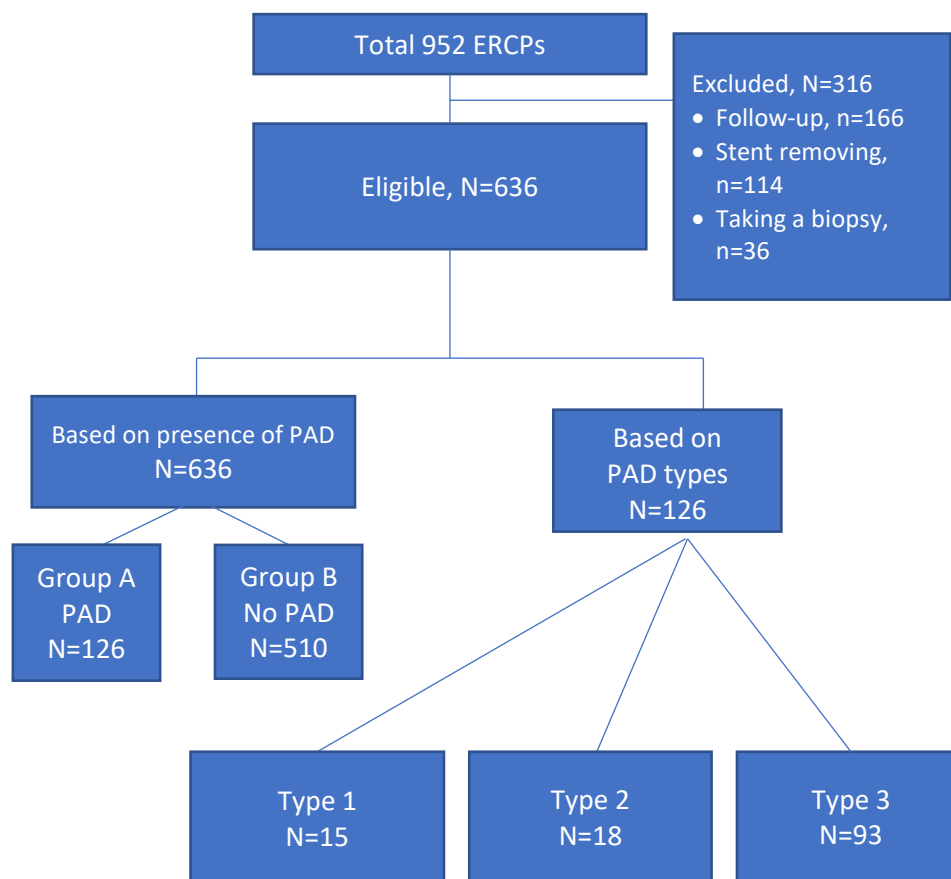 Total 952 ERCPs
Excluded, N=316
• Follow-up, n=166
• Stent removing,
n=114
• Taking a biopsy,
n=36
Eligible, N=636
Based on presence of PAD
N=636
Based on
PAD types
N=126
Group A
PAD
N=126
Group B
No PAD
N=510
Type 1
N=15
Type 2
N=18
Type 3
N=93